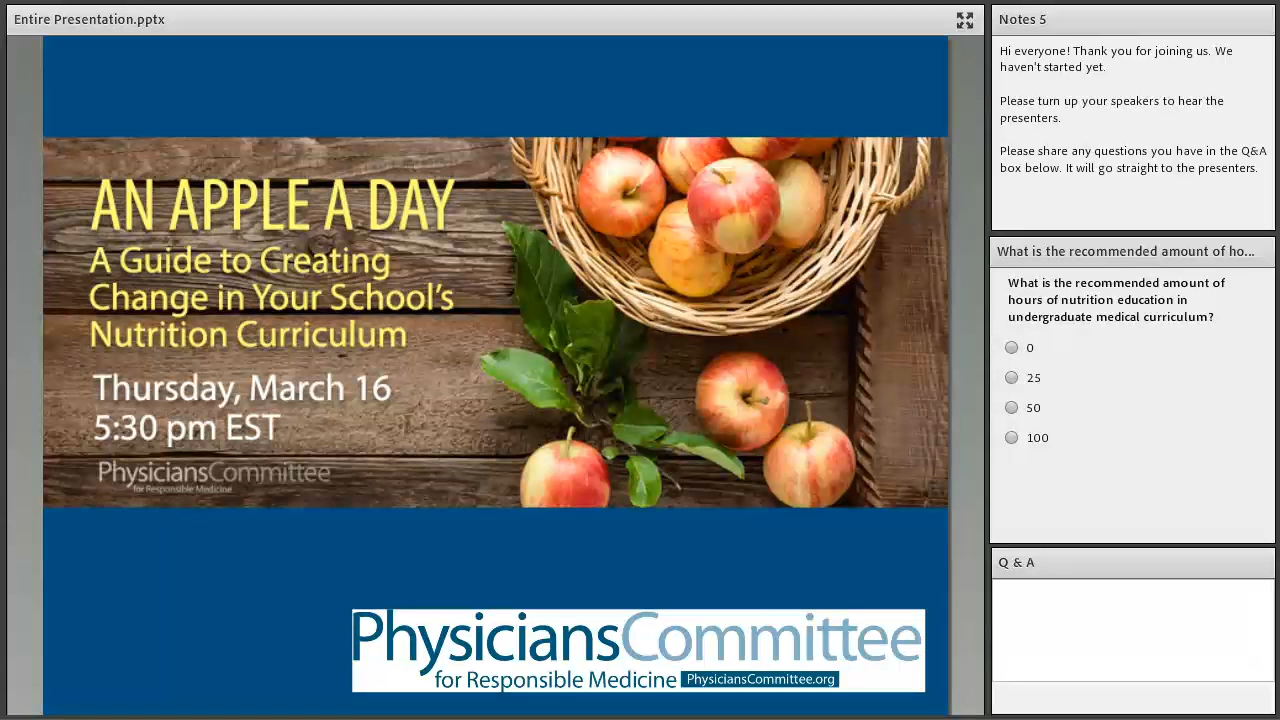 Entire Presentation.pptx
AN APPLE A DAY
A Guide to Creating
Change in Your School's
Nutrition Curriculum
Thursday, March 16
5:30 pm EST
PhysiciansCommittee
for Responsible Medicine
PhysiciansCommittee
for Responsible Medicine PhysiciansCommittee.org
Notes 5
Hi everyone! Thank you for joining us. We
haven't started yet.
Please turn up your speakers to hear the
presenters.
Please share any questions you have in the Q&A
box below. It will go straight to the presenters.
What is the recommended amount of ho...
What is the recommended amount of
hours of nutrition education in
undergraduate medical curriculum?
0
25
50
100
Q & A